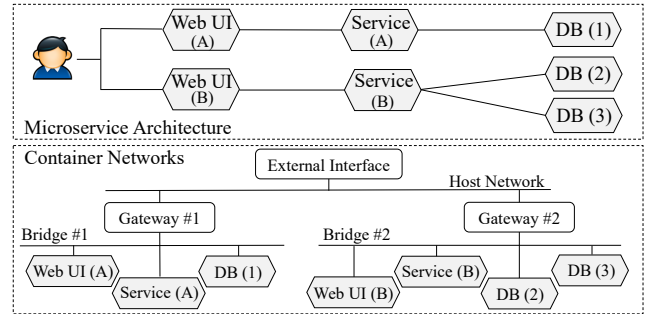 Web UI
(A)
Service
(A)
DB (1)
Web UI
(B)
Service
(B)
DB (2)
DB (3)
Microservice Architecture
Container Networks
External Interface
Host Network
Gateway #1
Gateway #2
Bridge #1
Bridge #2
Web UI (A)
Service (A)
DB (1)
Web UI (B)
Service (B)
DB (2)
DB (3)